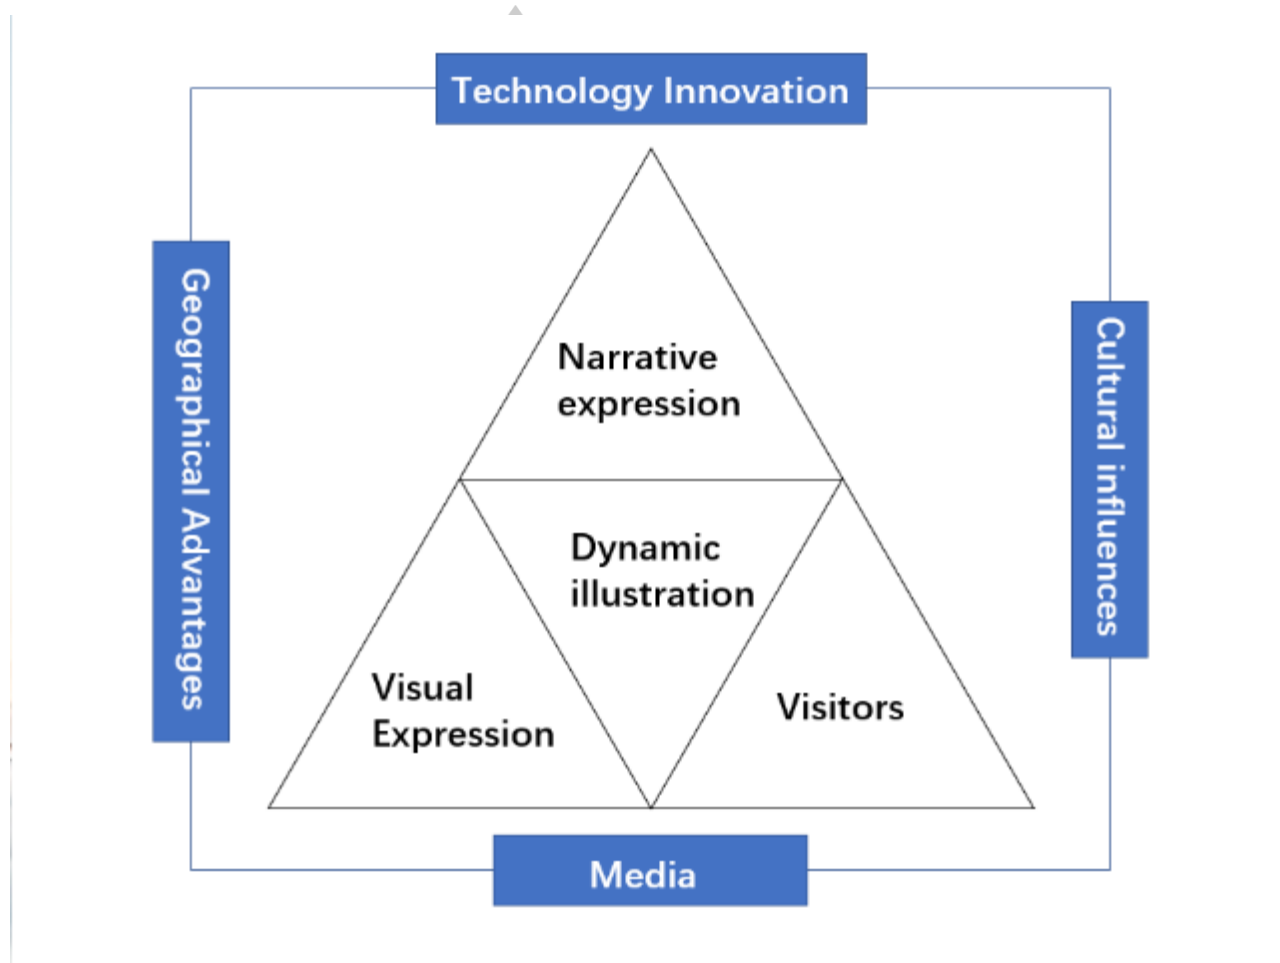 Technology Innovation
Geographical Advantages
Cultural influences
Narrative
expression
Dynamic
illustration
Visual
Expression
Visitors
Media